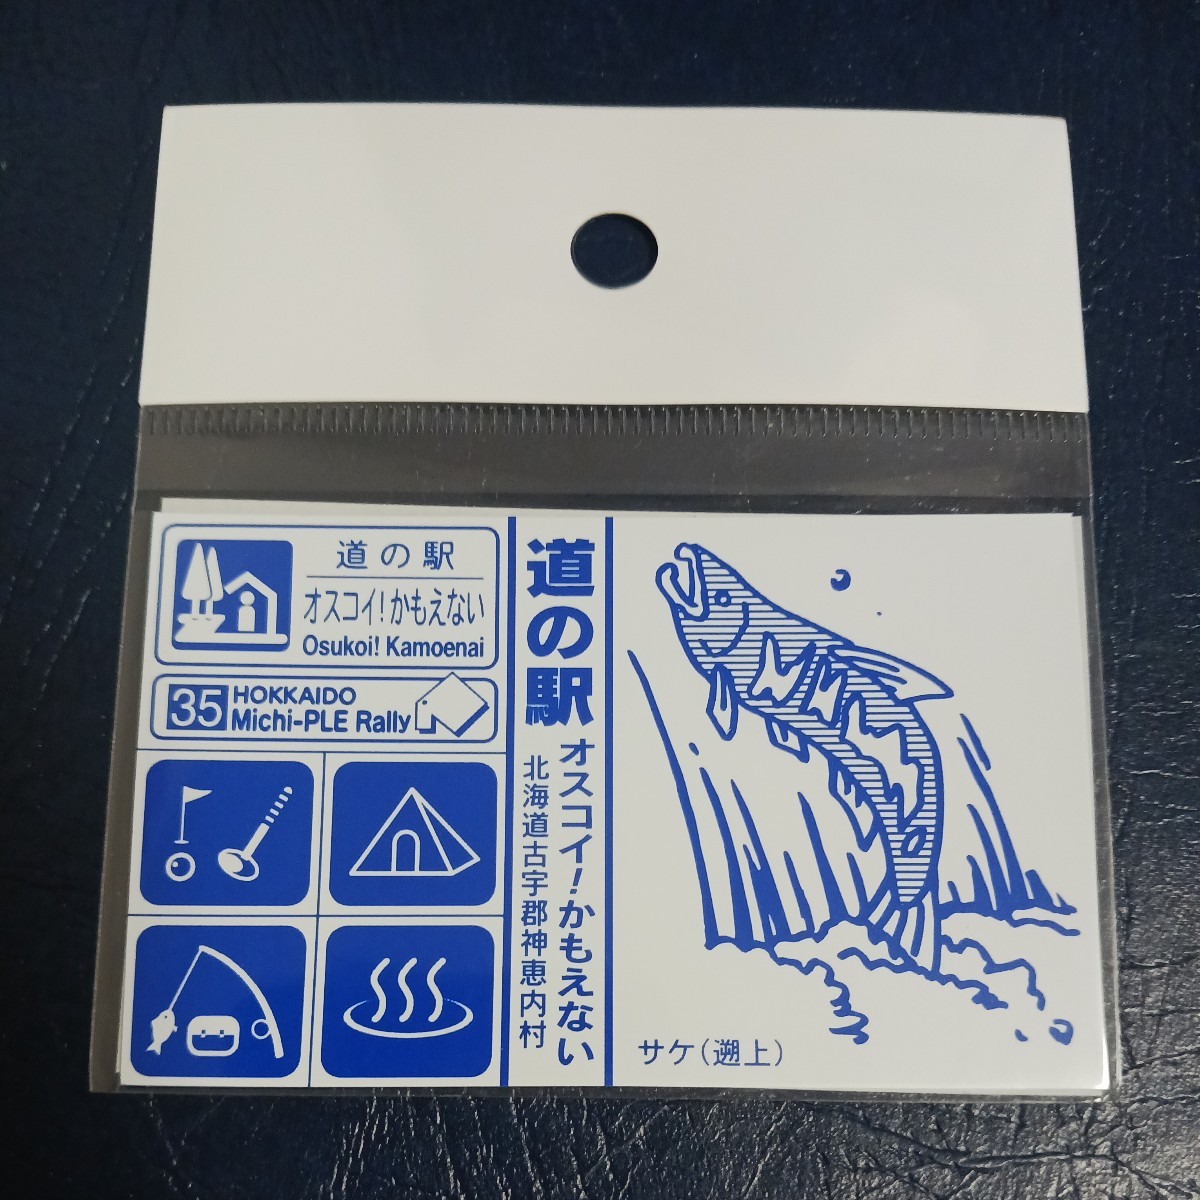 道の駅
オスコイ!かもえない
Osukoi! Kamoenai
35
HOKKAIDO
Michi-PLE Rally
道の駅
オスコイ!かもえない
北海道古宇郡神恵内村
サケ(遡上)